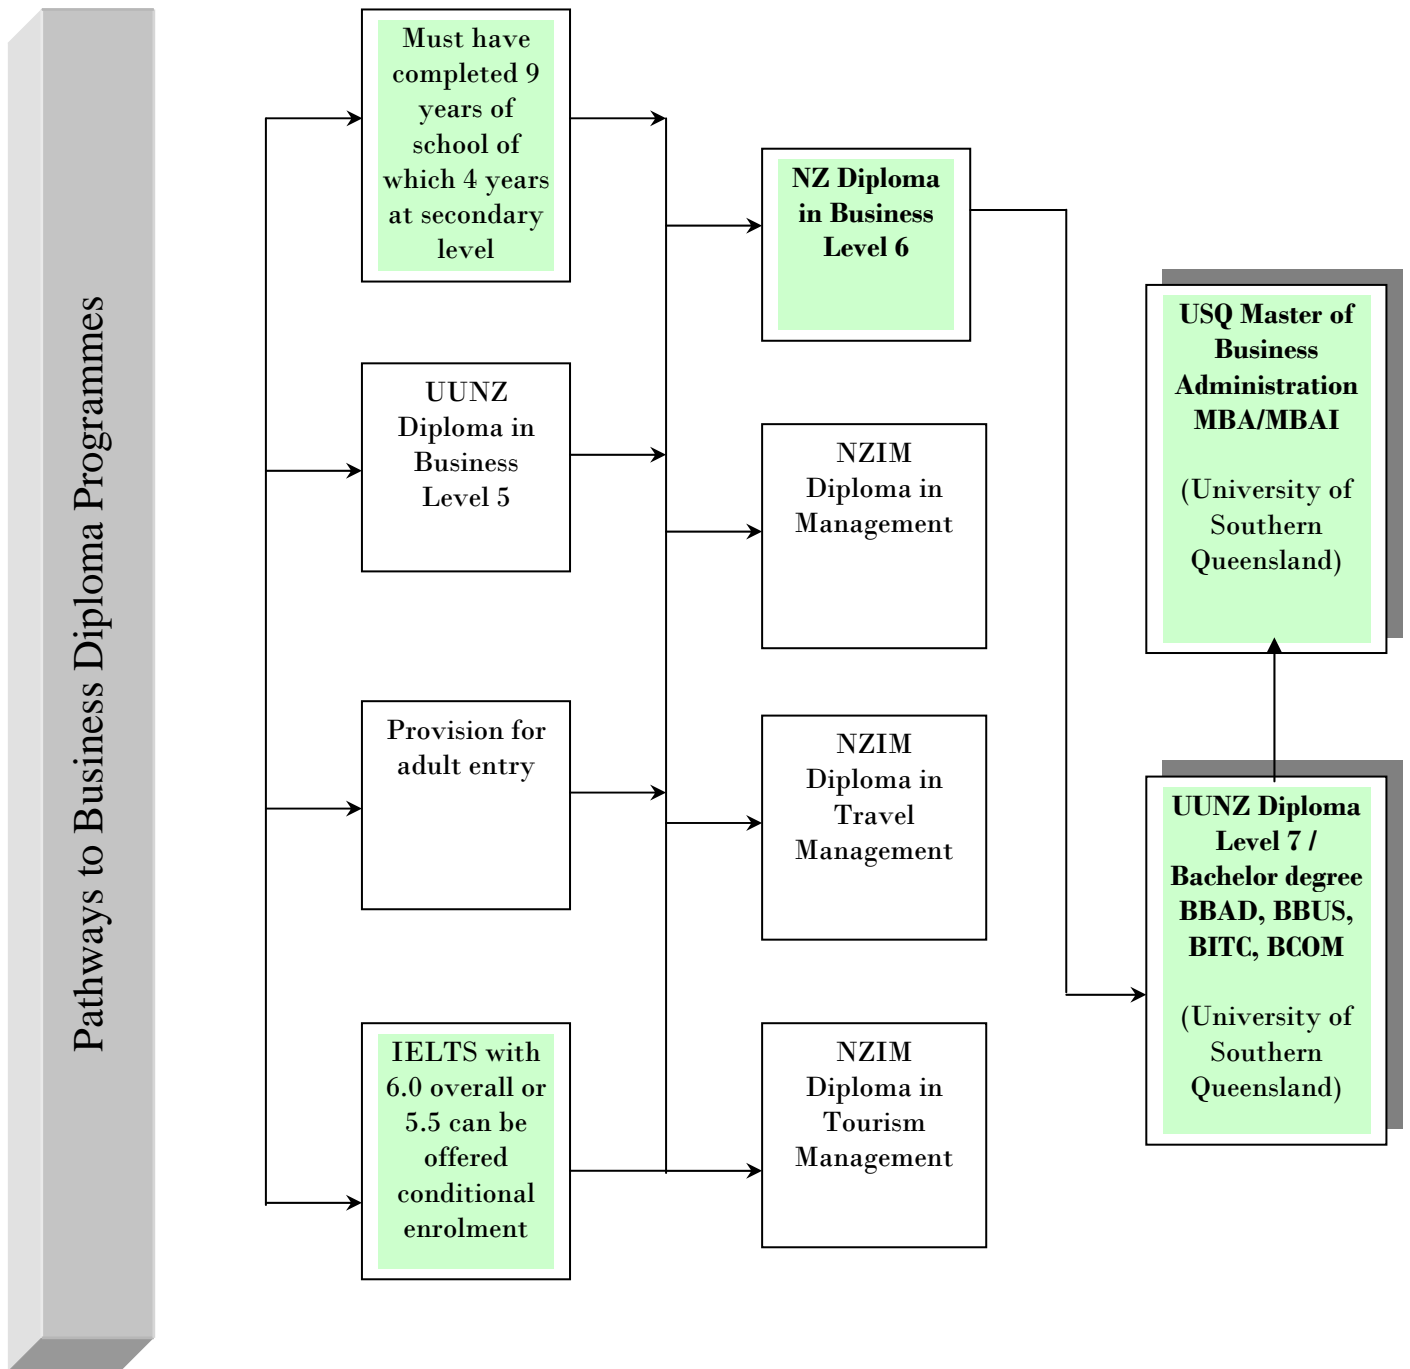 Pathways to Business Diploma Programmes
Must have
completed 9
years of
school of
which 4 years
at secondary
level
UUNZ
Diploma in
Business
Level 5
Provision for
adult entry
IELTS with
6.0 overall or
5.5 can be
offered
conditional
enrolment
NZ Diploma
in Business
Level 6
NZIM
Diploma in
Management
NZIM
Diploma in
Travel
Management
NZIM
Diploma in
Tourism
Management
USQ Master of
Business
Administration
MBA/MBAI
(University of
Southern
Queensland)
UUNZ Diploma
Level 7 /
Bachelor degree
BBAD, BBUS,
BITC, BCOM
(University of
Southern
Queensland)